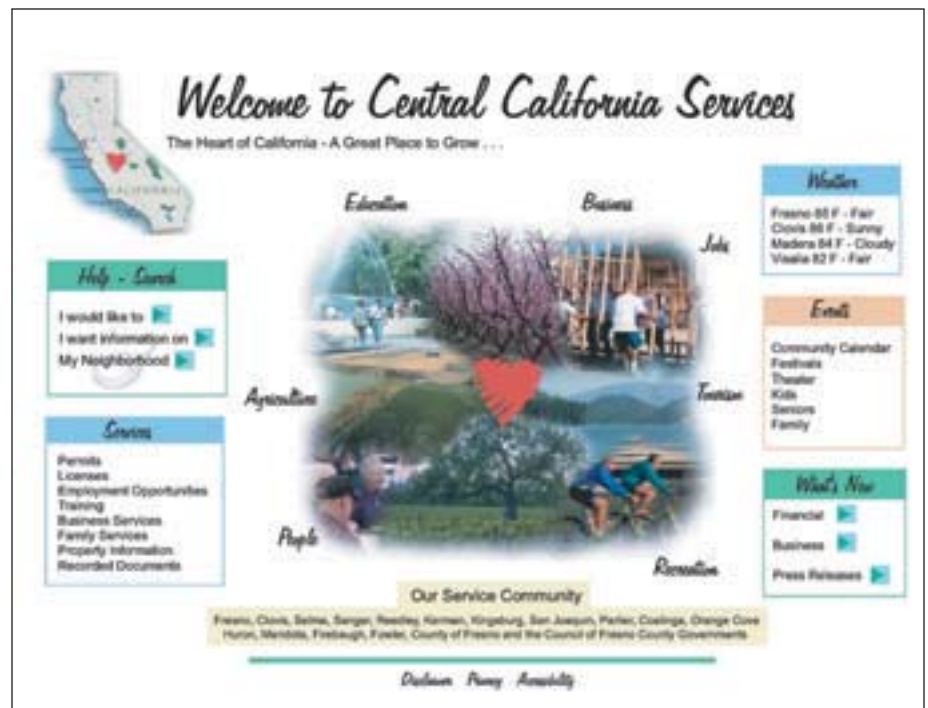 Welcome to Central California Services
The Heart of California - A Great Place to Grow . . .
CALIFORNIA
Help - Search
I would like to
I want information on
My Neighborhood
Services
Permits
Licenses
Employment Opportunities
Training
Business Services
Family Services
Property Information
Recorded Documents
Education
Business
Jobs
Agriculture
Tourism
People
Recreation
Weather
Fresno 85 F - Fair
Clovis 86 F - Sunny
Madera 84 F - Cloudy
Visalia 82 F - Fair
Events
Community Calendar
Festivals
Theater
Kids
Seniors
Family
What's New
Financial
Business
Press Releases
Our Service Community
Fresno, Clovis, Selma, Sanger, Reedley, Kerman, Kingsburg, San Joaquin, Parlier, Coalinga, Orange Cove
Huron, Mendota, Firebaugh, Fowler, County of Fresno and the Council of Fresno County Governments
Disclaimer Privacy Accessibility